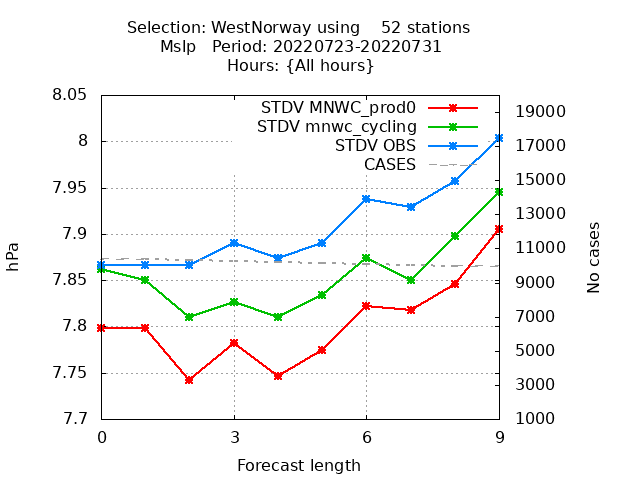 Selection: WestNorway using    52 stations
Mslp   Period: 20220723-20220731
Hours: {All hours}
STDV MNWC_prod0
STDV mnwc_cycling
STDV OBS
CASES
8.05
8
7.95
7.9
7.85
7.8
7.75
7.7
hPa
19000
17000
15000
13000
11000
9000
7000
5000
3000
1000
No cases
0 3 6 9
Forecast length